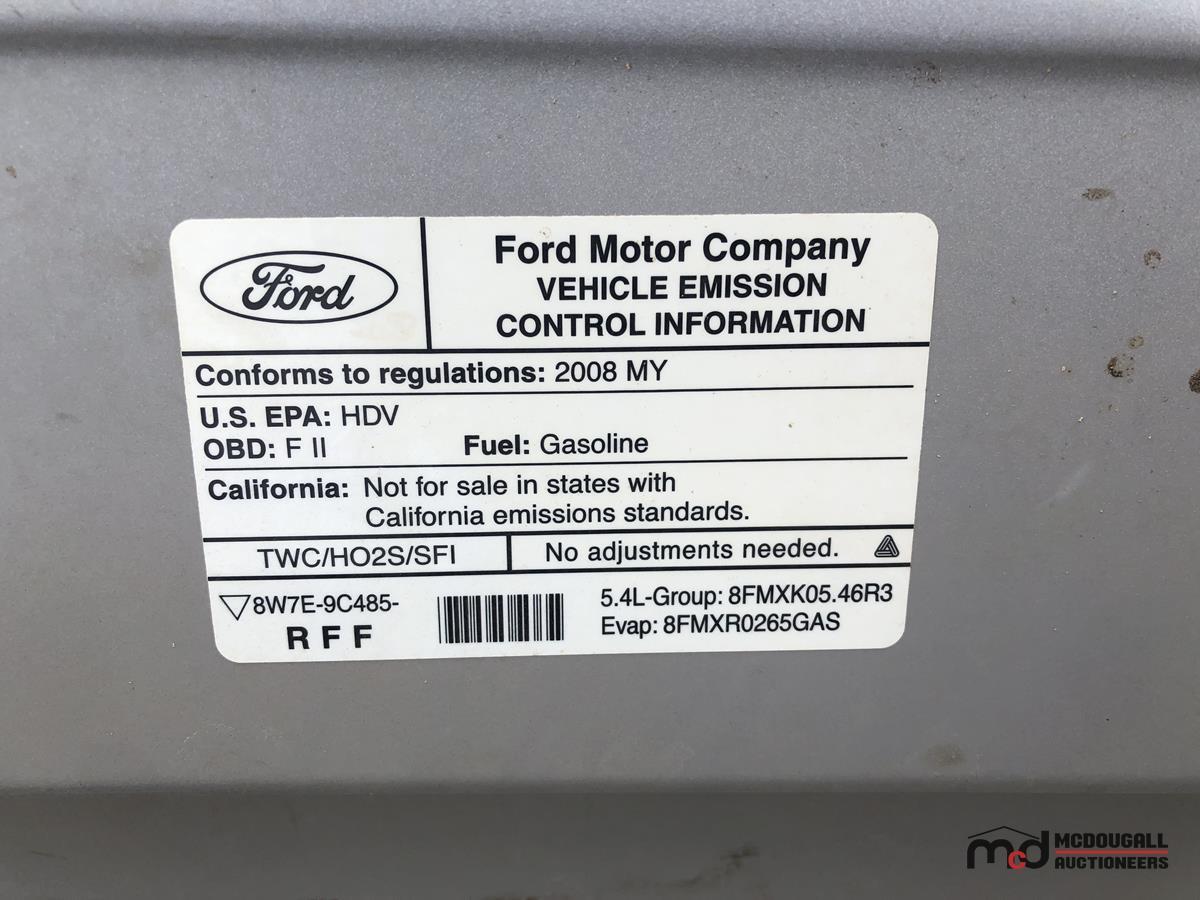 Ford
Ford Motor Company
VEHICLE EMISSION
CONTROL INFORMATION
Conforms to regulations: 2008 MY
U.S. EPA: HDV
OBD: F II Fuel: Gasoline
California: Not for sale in states with
California emissions standards.
TWC/HO2S/SFI No adjustments needed.
8W7E-9C485-
R F F
5.4L-Group: 8FMXK05.46R3
Evap: 8FMXR0265GAS
mcd MCDOUGALL
AUCTIONEERS